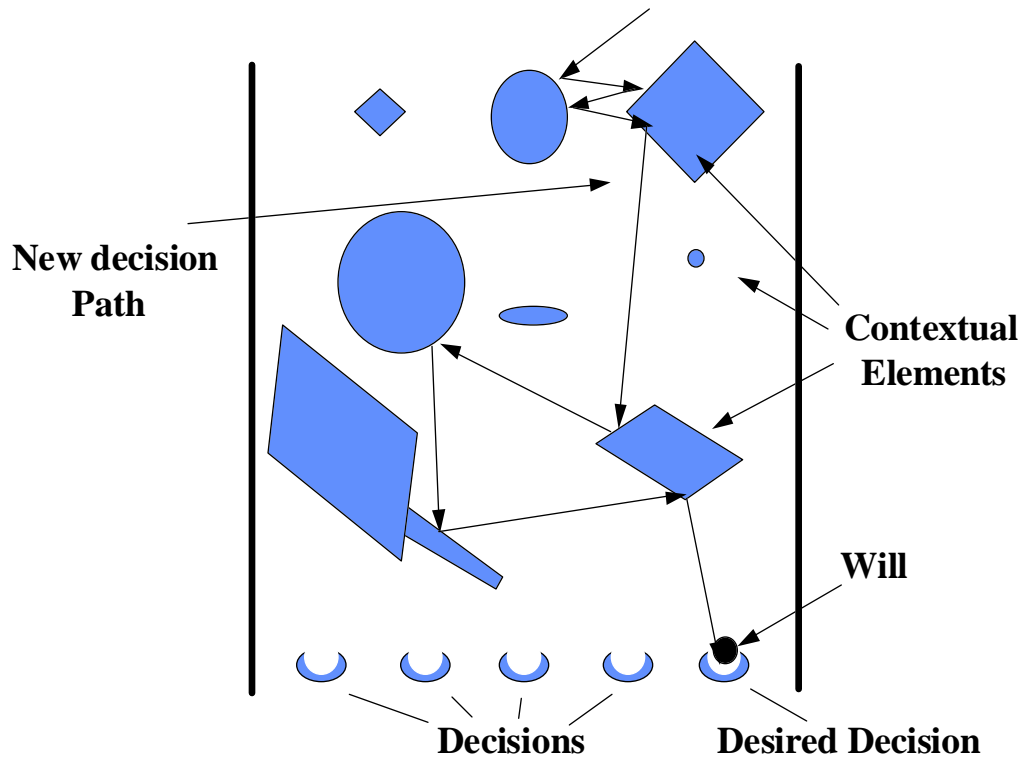 New decision
Path
Contextual
Elements
Will
Decisions
Desired Decision